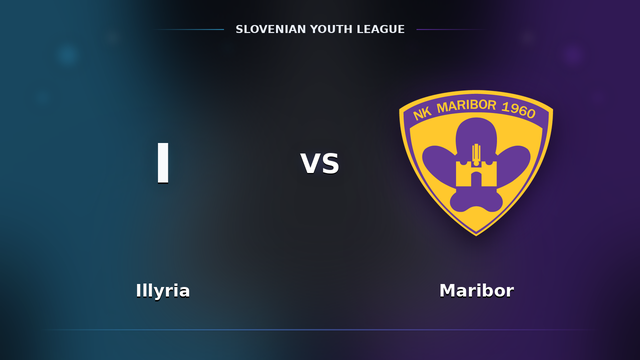 SLOVENIAN YOUTH LEAGUE
I
VS
NK MARIBOR 1960
Illyria
Maribor